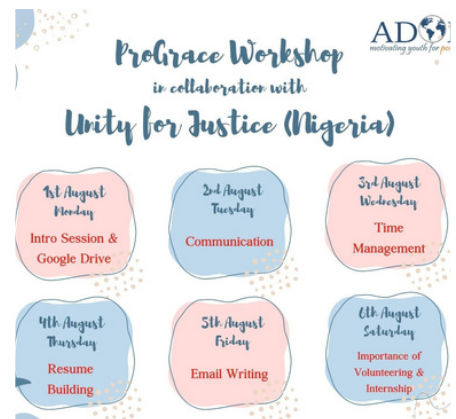 ProGrace Workshop
in collaboration with
Unity for Justice (Nigeria)
motivating youth for
1st August
Monday
Intro Session &
Google Drive
2nd August
Tuesday
Communication
3rd August
Wednesday
Time
Management
4th August
Thursday
Resume
Building
5th August
Friday
Email Writing
6th August
Saturday
Importance of
Volunteering &
Internship